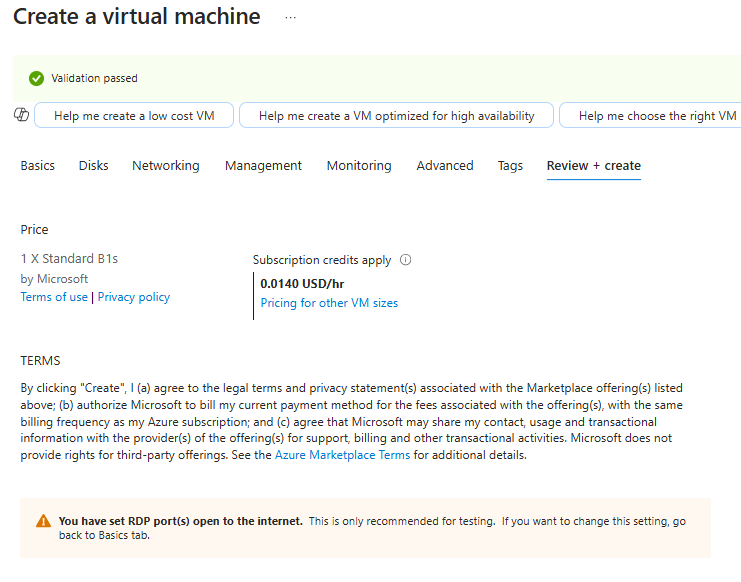 Create a virtual machine ...
Validation passed
Help me create a low cost VM
Help me create a VM optimized for high availability
Help me choose the right VM
Basics Disks Networking Management Monitoring Advanced Tags Review + create
Price
1 X Standard B1s
by Microsoft
Terms of use | Privacy policy
Subscription credits apply
0.0140 USD/hr
Pricing for other VM sizes
TERMS
By clicking "Create", I (a) agree to the legal terms and privacy statement(s) associated with the Marketplace offering(s) listed
above; (b) authorize Microsoft to bill my current payment method for the fees associated with the offering(s), with the same
billing frequency as my Azure subscription; and (c) agree that Microsoft may share my contact, usage and transactional
information with the provider(s) of the offering(s) for support, billing and other transactional activities. Microsoft does not
provide rights for third-party offerings. See the Azure Marketplace Terms for additional details.
You have set RDP port(s) open to the internet. This is only recommended for testing. If you want to change this setting, go
back to Basics tab.